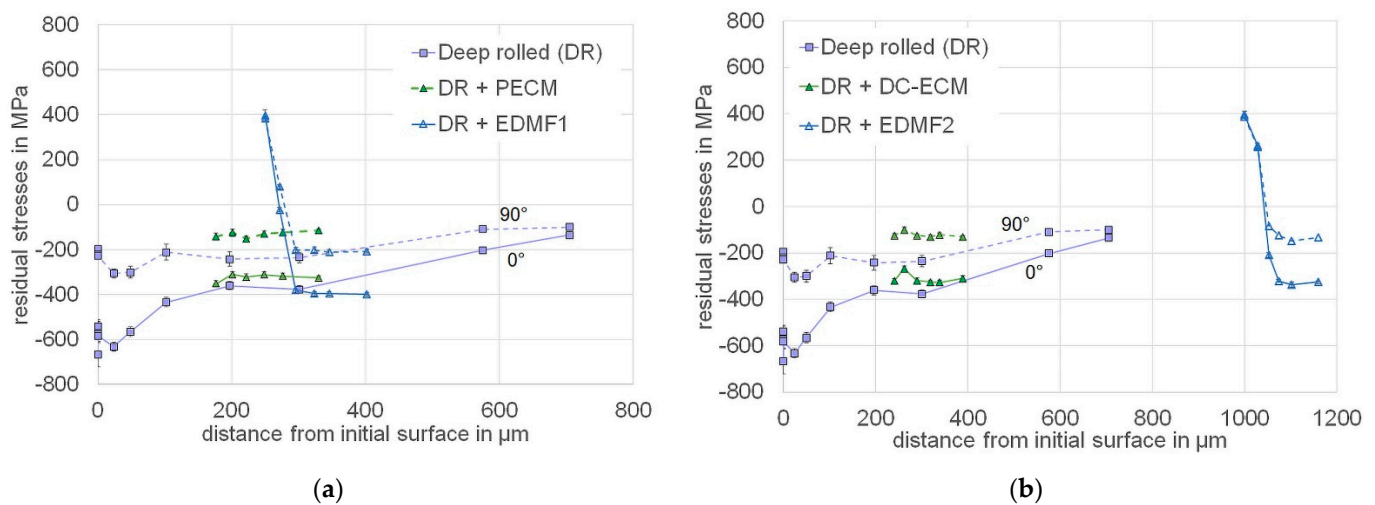 800
600
400
200
0
-200
-400
-600
-800
residual stresses in MPa
Deep rolled (DR)
DR + PECM
DR + EDMF1
90°
0°
0 200 400 600 800
distance from initial surface in µm
(a)
800
600
400
200
0
-200
-400
-600
-800
residual stresses in MPa
Deep rolled (DR)
DR + DC-ECM
DR + EDMF2
90°
0°
0 200 400 600 800 1000 1200
distance from initial surface in µm
(b)